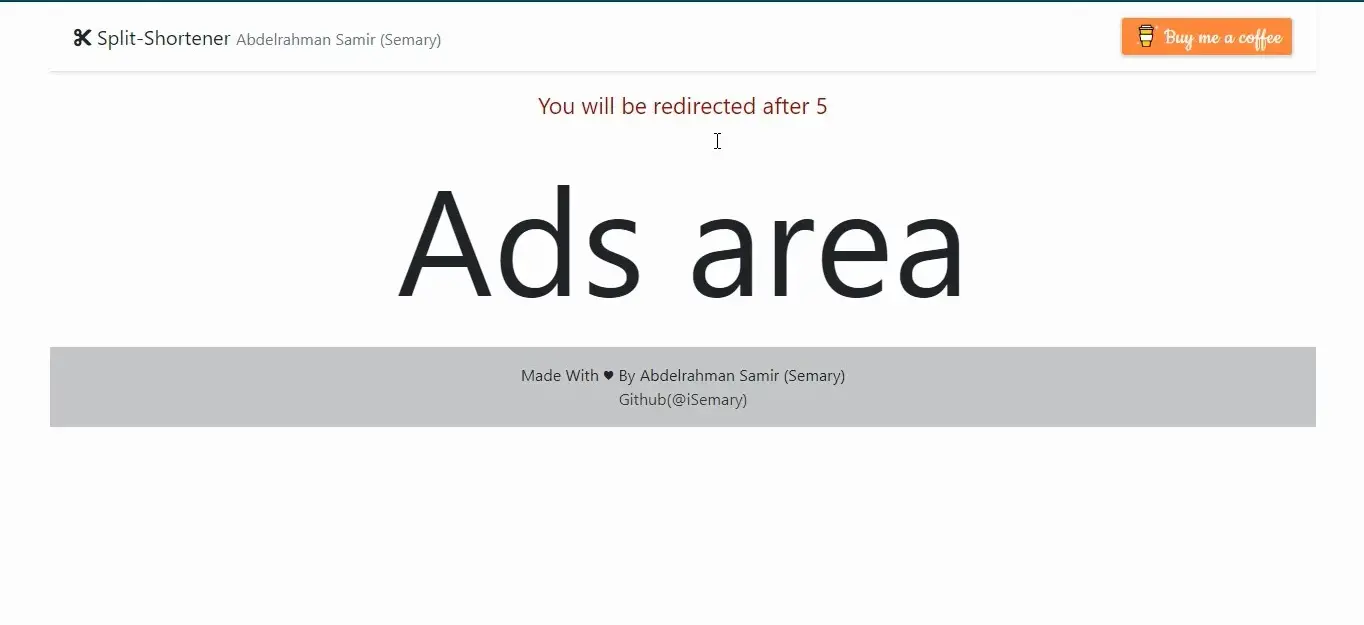 Split-Shortener Abdelrahman Samir (Semary)
Buy me a coffee
You will be redirected after 5
Ads area
Made With ♥ By Abdelrahman Samir (Semary)
Github(@iSemary)